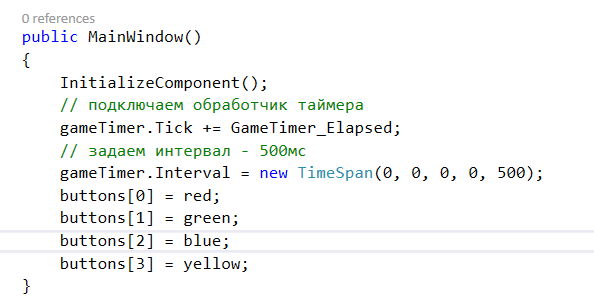 0 references
public MainWindow()
{
InitializeComponent();
// подключаем обработчик таймера
gameTimer.Tick += GameTimer_Elapsed;
// задаем интервал - 500мс
gameTimer.Interval = new TimeSpan(0, 0, 0, 0, 500);
buttons[0] = red;
buttons[1] = green;
buttons[2] = blue;
buttons[3] = yellow;
}